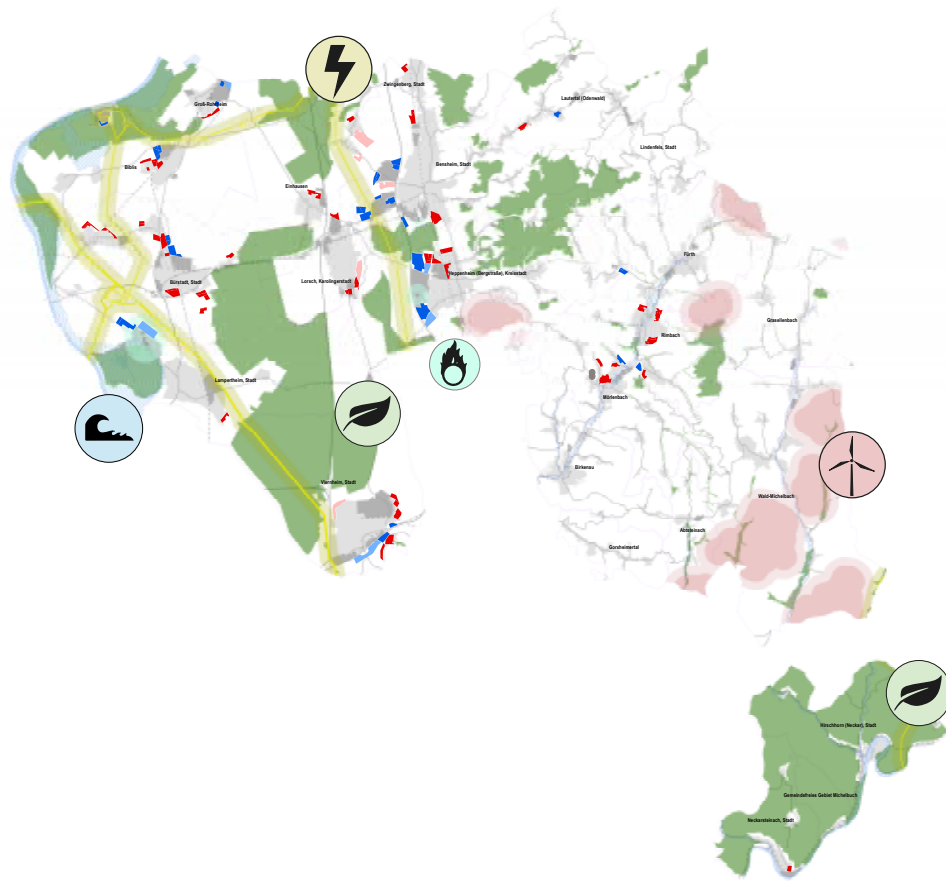 Zwingenberg, Stadt
Lautertal (Odenwald)
Groß-Rohrheim
Lindenfels, Stadt
Biblis
Bensheim, Stadt
Einhausen
Fürth
Heppenheim (Bergstraße), Kreisstadt
Bürstadt, Stadt
Lorsch, Karolingerstadt
Grasellenbach
Rimbach
Lampertheim, Stadt
Mörlenbach
Birkenau
Viernheim, Stadt
Wald-Michelbach
Abtsteinach
Gorxheimertal
Hirschhorn (Neckar), Stadt
Gemeindefreies Gebiet Michelbuch
Neckarsteinach, Stadt